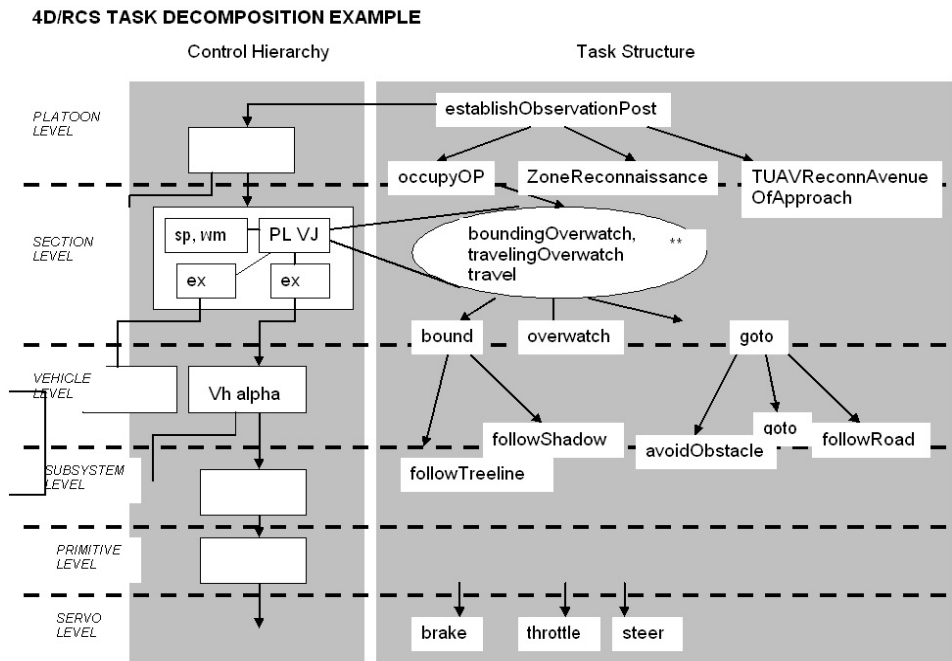 4D/RCS TASK DECOMPOSITION EXAMPLE
Control Hierarchy
Task Structure
PLATOON
LEVEL
establishObservationPost
occupyOP
ZoneReconnaissance
TUAVReconnAvenue
OfApproach
SECTION
LEVEL
sp, wm
PL VJ
ex
ex
boundingOverwatch,
travelingOverwatch
travel
**
bound
overwatch
goto
VEHICLE
LEVEL
Vh alpha
followShadow
goto
followRoad
avoidObstacle
followTreeline
SUBSYSTEM
LEVEL
PRIMITIVE
LEVEL
SERVO
LEVEL
brake
throttle
steer